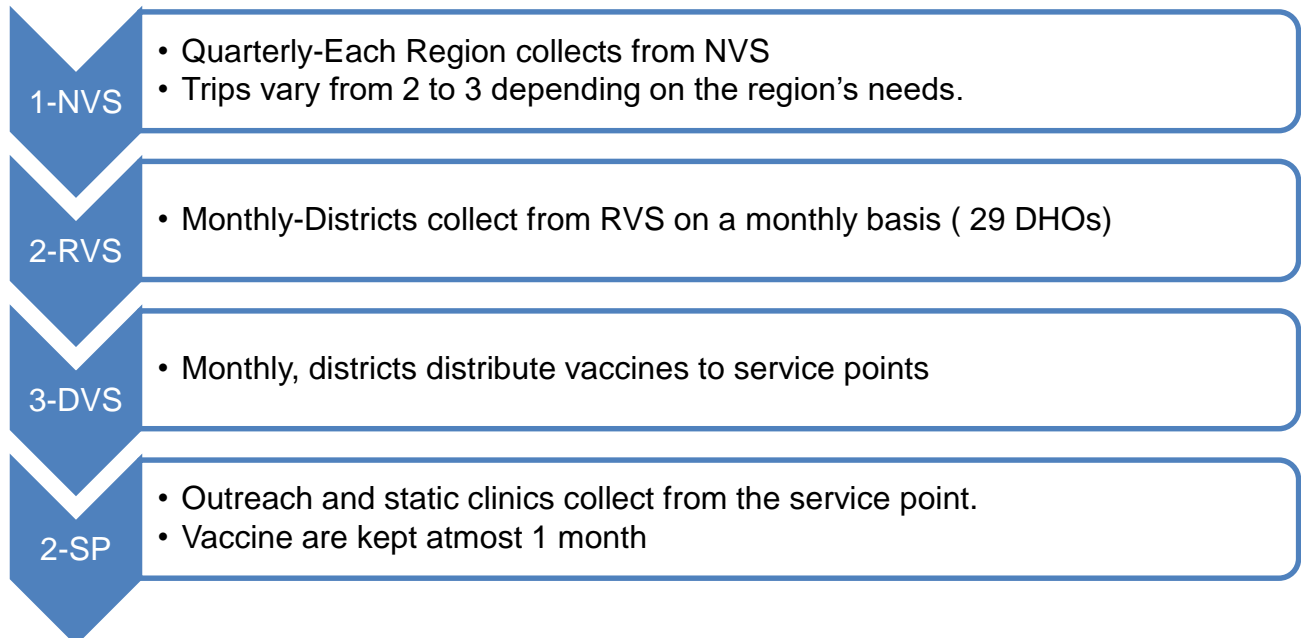 1-NVS
• Quarterly-Each Region collects from NVS
• Trips vary from 2 to 3 depending on the region’s needs.
2-RVS
• Monthly-Districts collect from RVS on a monthly basis ( 29 DHOs)
3-DVS
• Monthly, districts distribute vaccines to service points
2-SP
• Outreach and static clinics collect from the service point.
• Vaccine are kept atmost 1 month